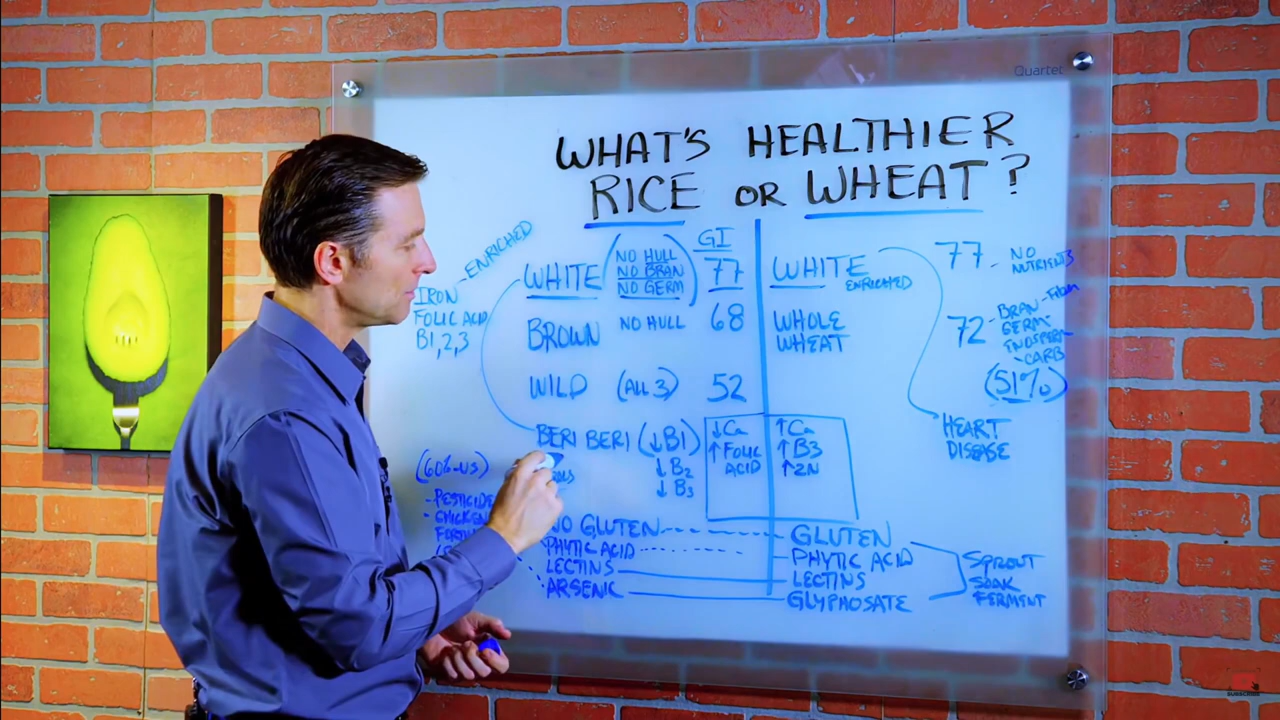 Quartet
WHAT'S HEALTHIER
RICE OR WHEAT?
ENRICHED
IRON
FOLIC ACID
B1,2,3
GI
WHITE (NO HULL
NO BRAN
NO GERM) 77
BROWN NO HULL 68
WILD (ALL 3) 52
BERI BERI (↓B1)
↓B2
↓B3
↓Ca
↑FOLIC
ACID
(60%-US)
-PESTICIDE
CHICKEN
NO GLUTEN
PHYTIC ACID
LECTINS
ARSENIC
WHITE
ENRICHED
77 - NO
NUTRIENTS
WHOLE
WHEAT
72 - BRAN - FIBER
GERM
ENDOSPERM
CARB
(51%)
HEART
DISEASE
↑Ca
↑B3
↑ZN
GLUTEN
PHYTIC ACID
LECTINS
GLYPHOSATE
SPROUT
SOAK
FERMENT
SUBSCRIBE